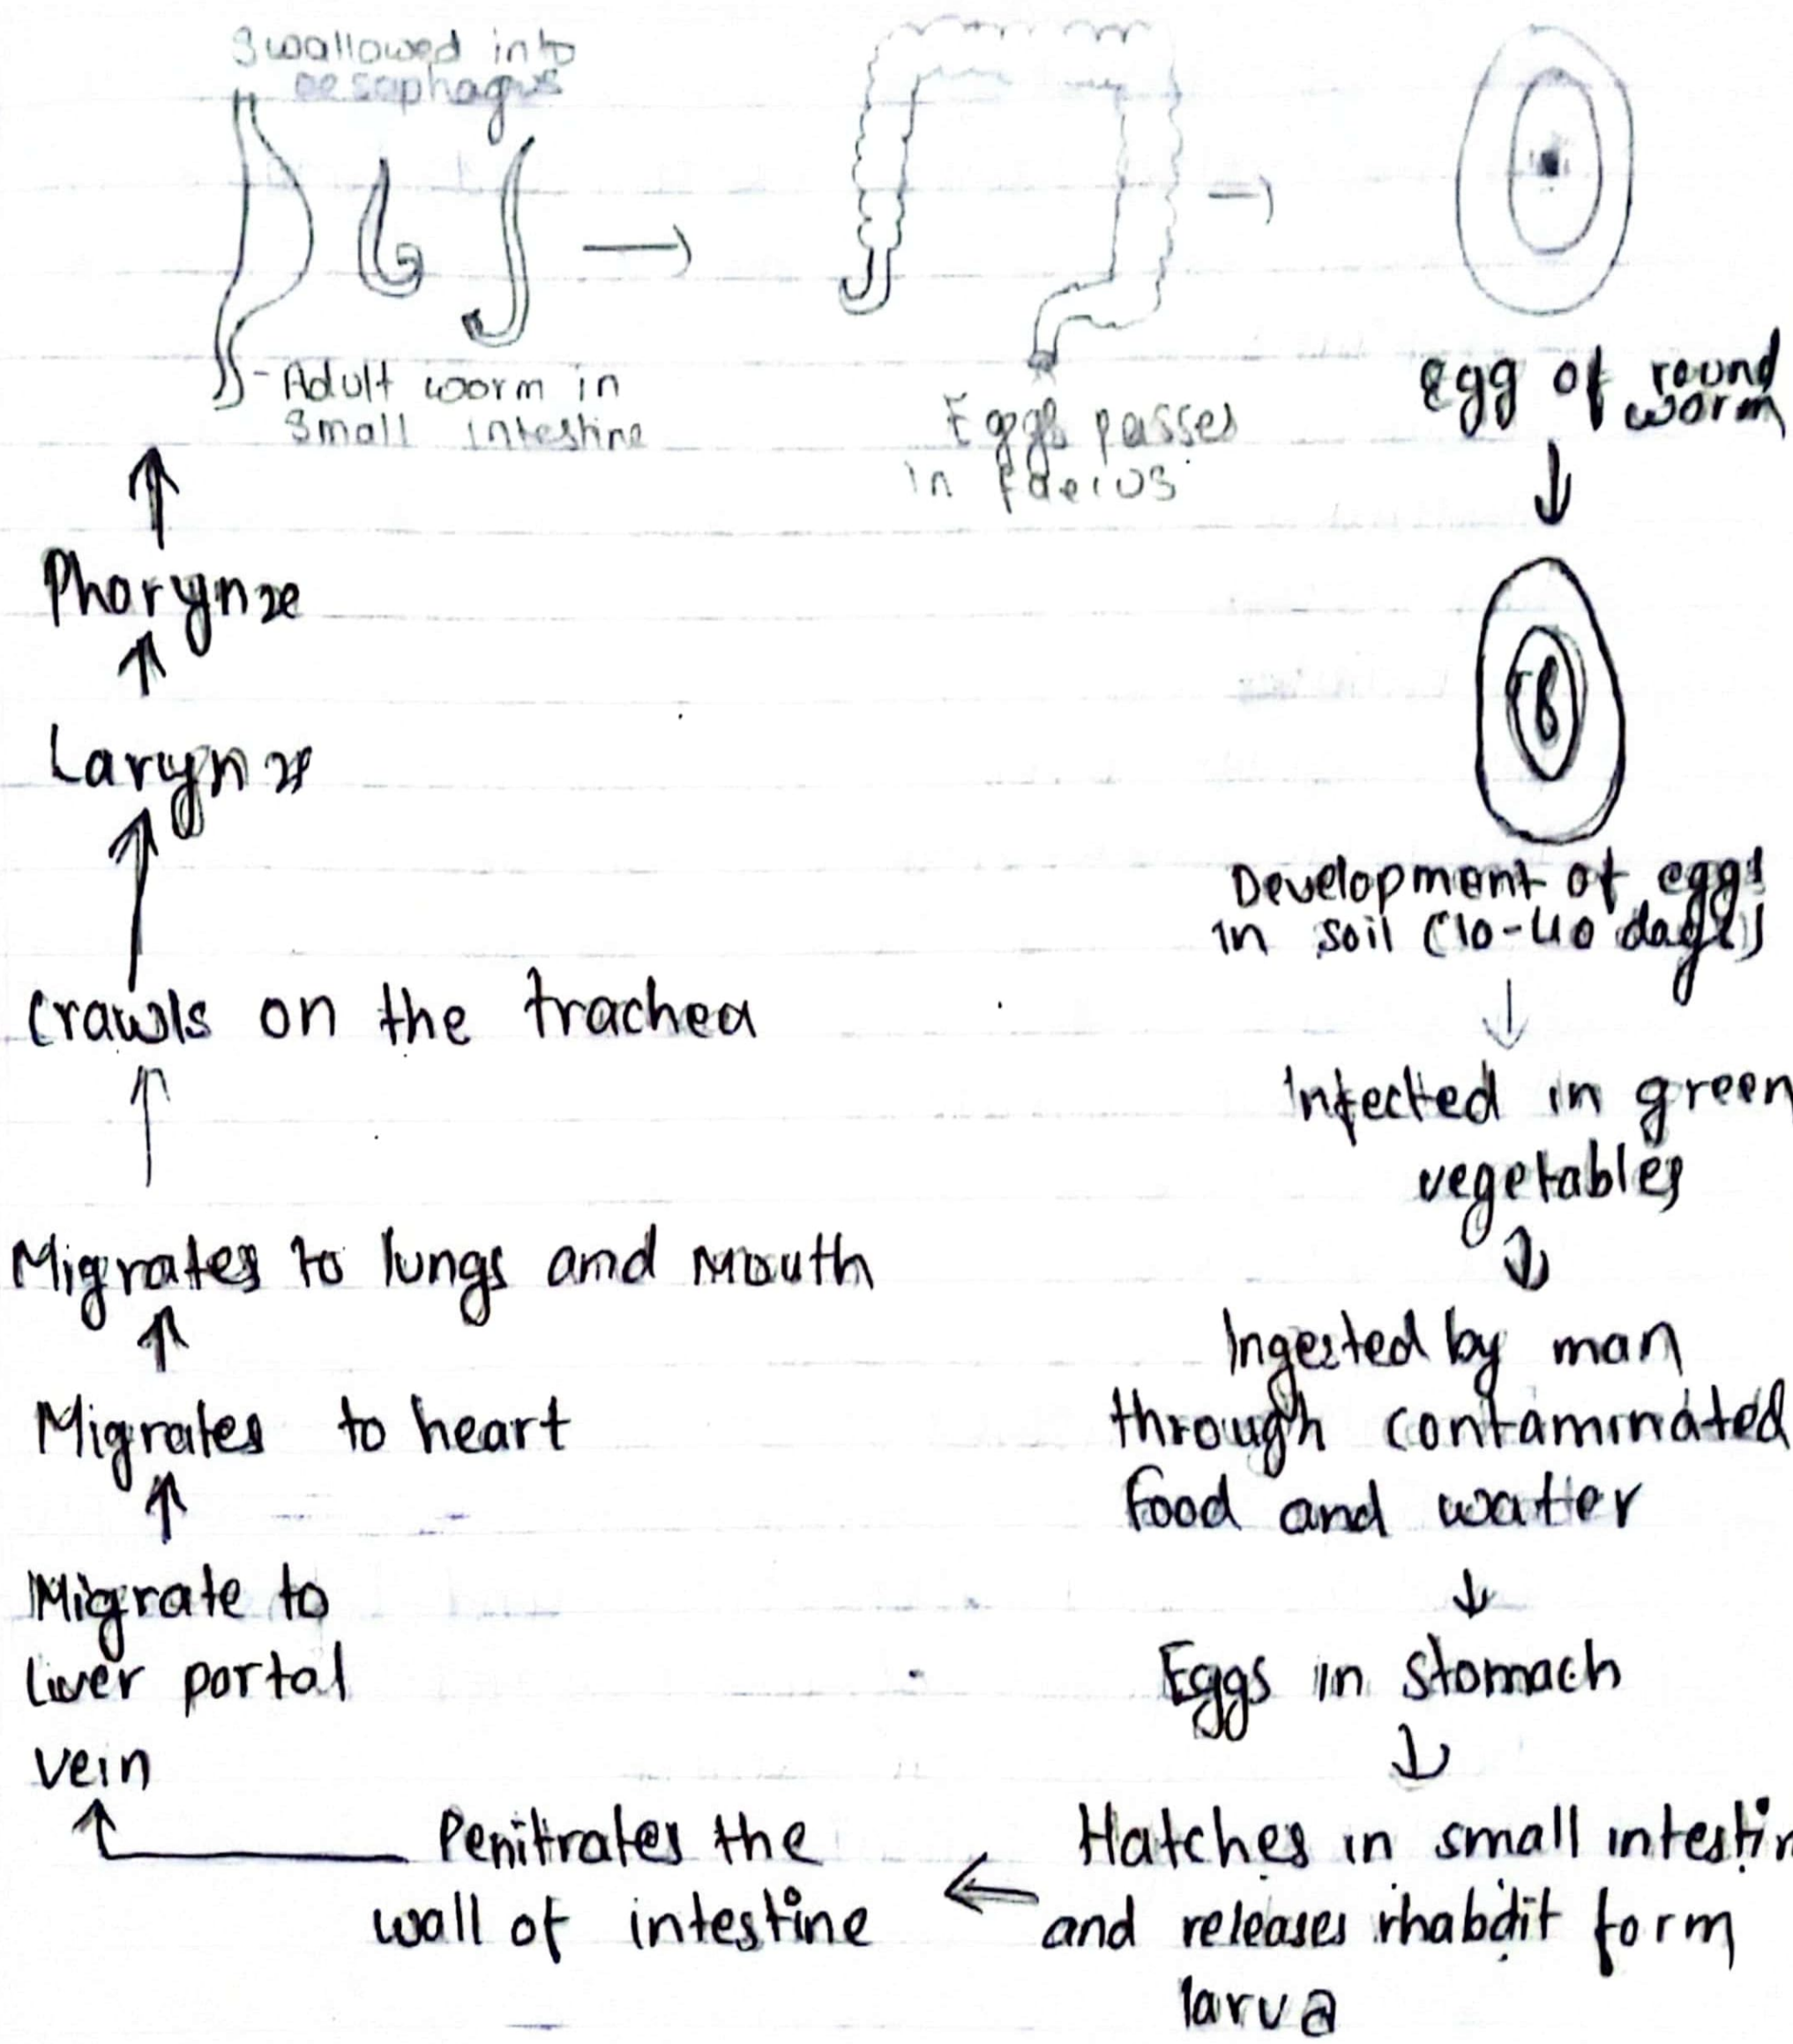 Swallowed into
oesophagus
- Adult worm in
Small intestine
Eggs passes
in faecus
Egg of round
worm
Development of eggs
in soil (10-40 days)
Infected in green
vegetables
Ingested by man
through contaminated
food and watter
Eggs in stomach
Hatches in small intestin
and releases rhabdit form
larva
Penitrates the
wall of intestine
Migrate to
Liver portal
vein
Migrates to heart
Migrates to lungs and Mouth
Crawls on the trachea
Larynx
Pharynx